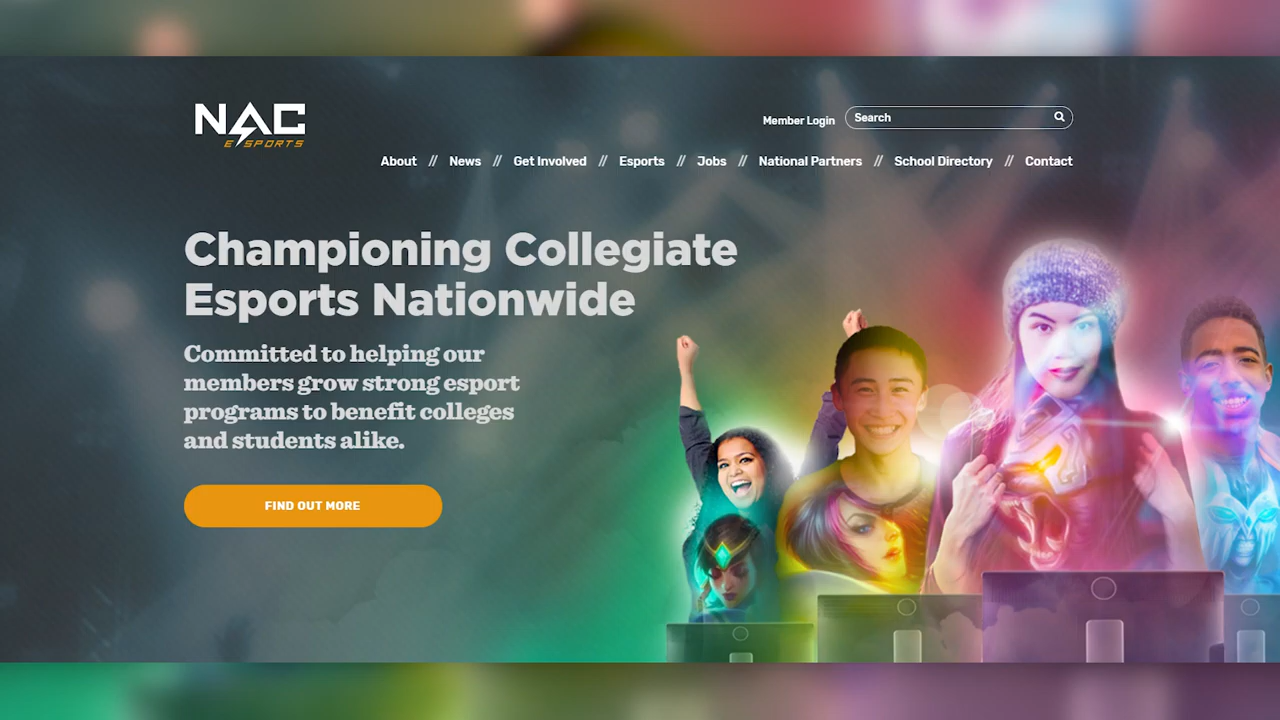 NAC
ESPORTS
Member Login
Search
About // News // Get Involved // Esports // Jobs // National Partners // School Directory // Contact
Championing Collegiate
Esports Nationwide
Committed to helping our
members grow strong esport
programs to benefit colleges
and students alike.
FIND OUT MORE